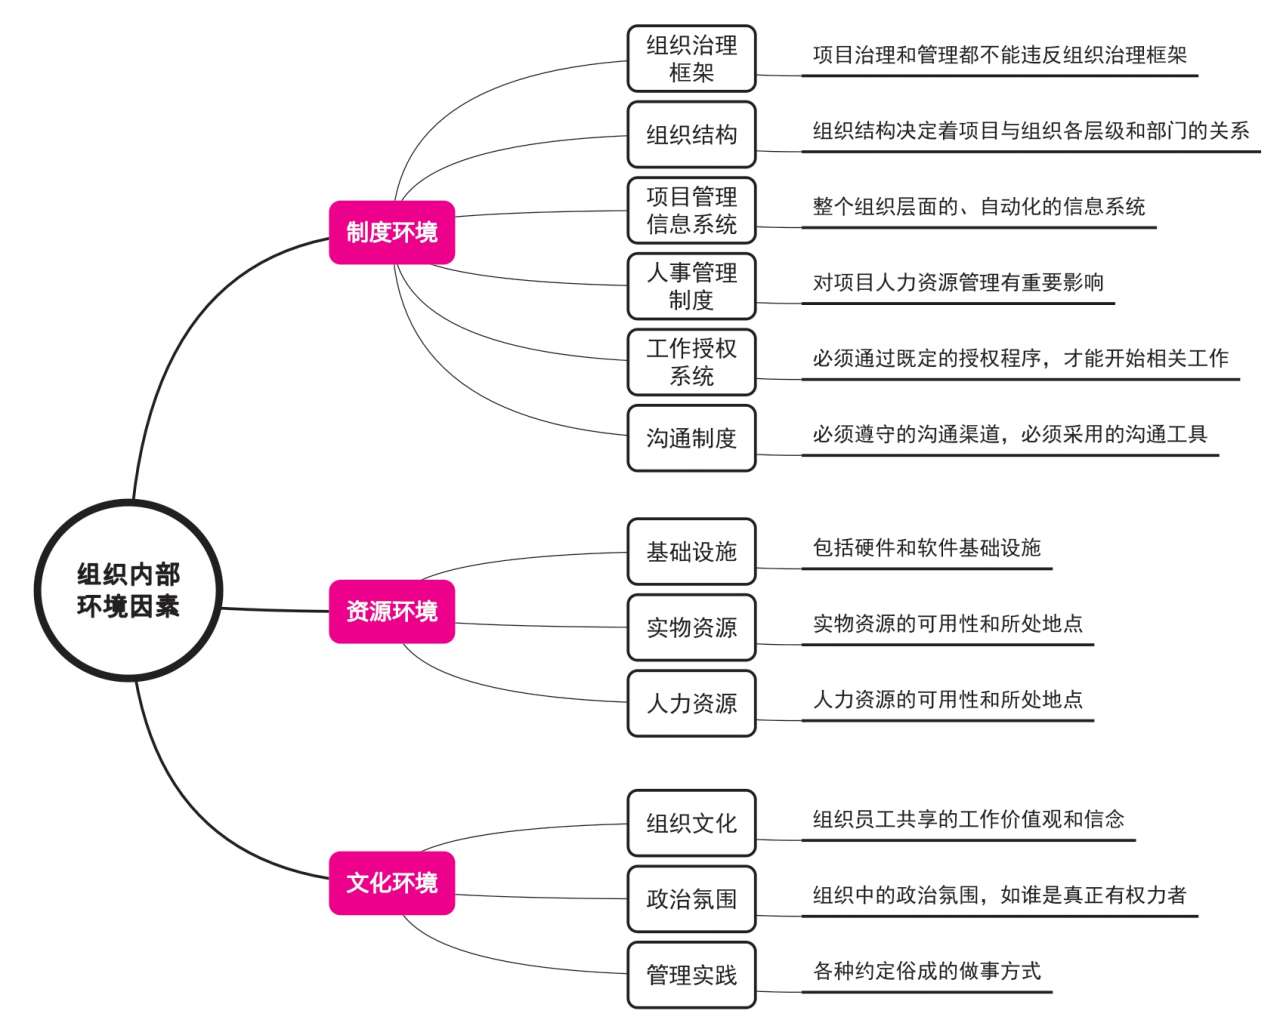 组织内部
环境因素
制度环境
组织治理
框架
项目治理和管理都不能违反组织治理框架
组织结构
组织结构决定着项目与组织各层级和部门的关系
项目管理
信息系统
整个组织层面的、自动化的信息系统
人事管理
制度
对项目人力资源管理有重要影响
工作授权
系统
必须通过既定的授权程序，才能开始相关工作
沟通制度
必须遵守的沟通渠道，必须采用的沟通工具
资源环境
基础设施
包括硬件和软件基础设施
实物资源
实物资源的可用性和所处地点
人力资源
人力资源的可用性和所处地点
文化环境
组织文化
组织员工共享的工作价值观和信念
政治氛围
组织中的政治氛围，如谁是真正有权力者
管理实践
各种约定俗成的做事方式